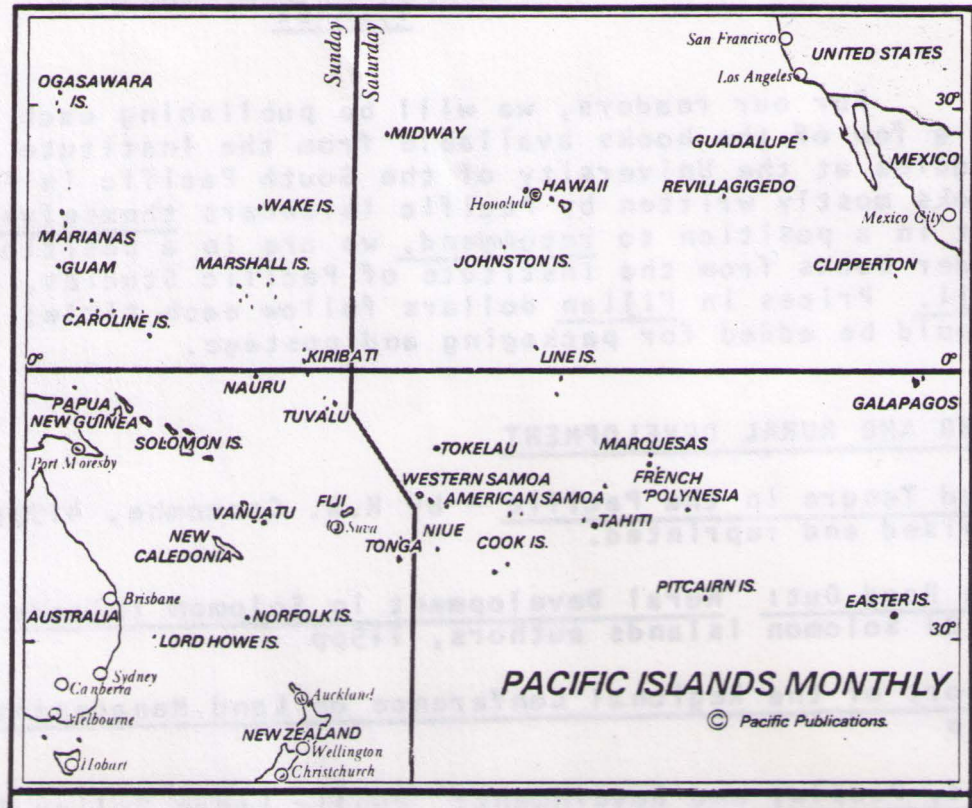 Sunday
Saturday
San Francisco
UNITED STATES
Los Angeles
OGASAWARA
IS.
30°
MIDWAY
GUADALUPE
MEXICO
HAWAII
Honolulu
REVILLAGIGEDO
WAKE IS.
Mexico City
MARIANAS
GUAM
MARSHALL IS.
JOHNSTON IS.
CLIPPERTON
CAROLINE IS.
KIRIBATI
LINE IS.
0°
0°
NAURU
GALAPAGOS
PAPUA
NEW GUINEA
TUVALU
SOLOMON IS.
Port Moresby
TOKELAU
MARQUESAS
WESTERN SAMOA
FRENCH
POLYNESIA
AMERICAN SAMOA
VANUATU
FIJI
Suva
NIUE
TAHITI
NEW
CALEDONIA
TONGA
COOK IS.
PITCAIRN IS.
Brisbane
EASTER IS.
AUSTRALIA
NORFOLK IS.
30°
LORD HOWE IS.
Sydney
Canberra
PACIFIC ISLANDS MONTHLY
Auckland
© Pacific Publications.
Melbourne
NEW ZEALAND
Wellington
Hobart
Christchurch